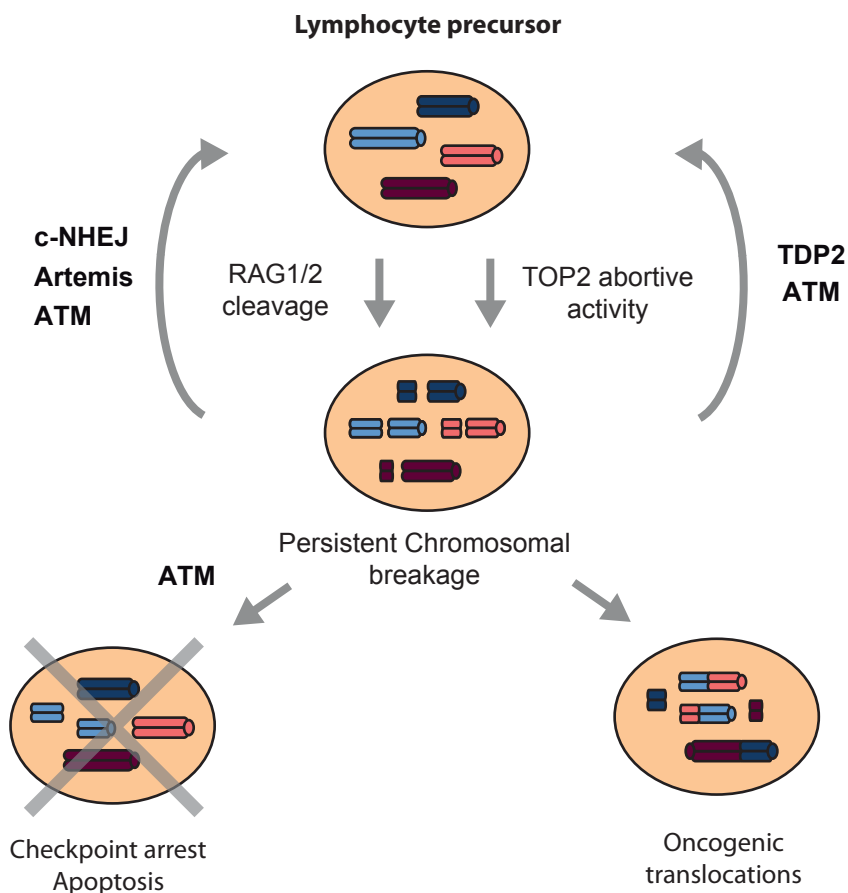 Lymphocyte precursor
c-NHEJ
Artemis
ATM
RAG1/2
cleavage
TOP2 abortive
activity
TDP2
ATM
Persistent Chromosomal
breakage
ATM
Checkpoint arrest
Apoptosis
Oncogenic
translocations